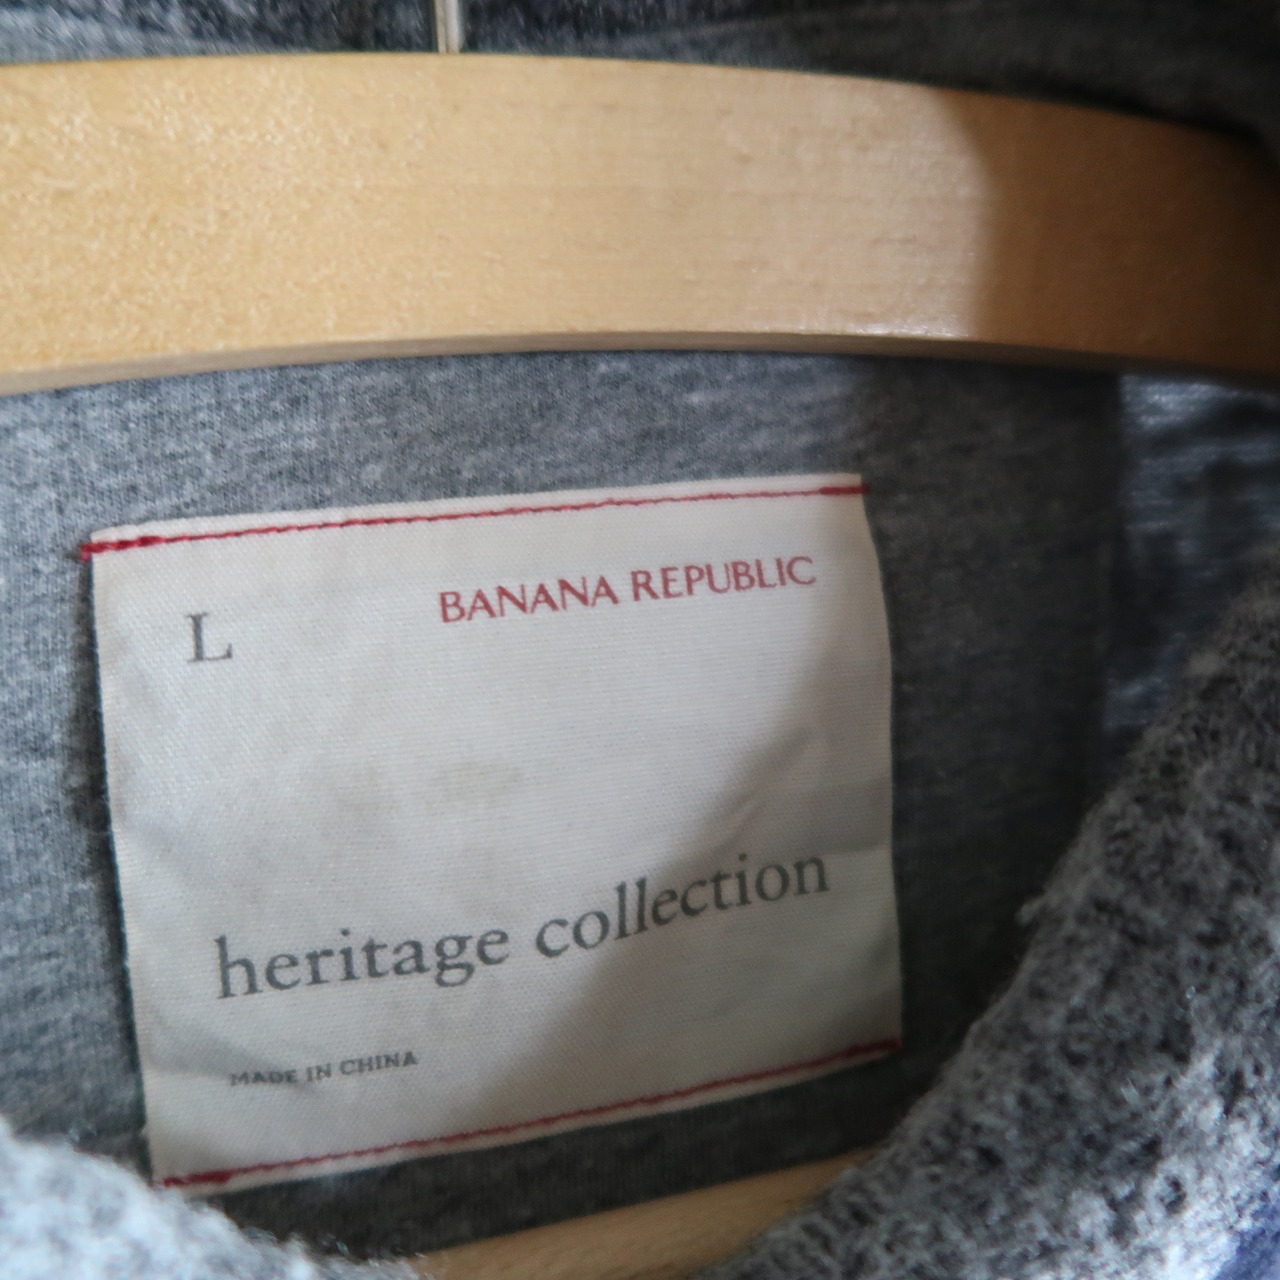 L
BANANA REPUBLIC
heritage collection
MADE IN CHINA